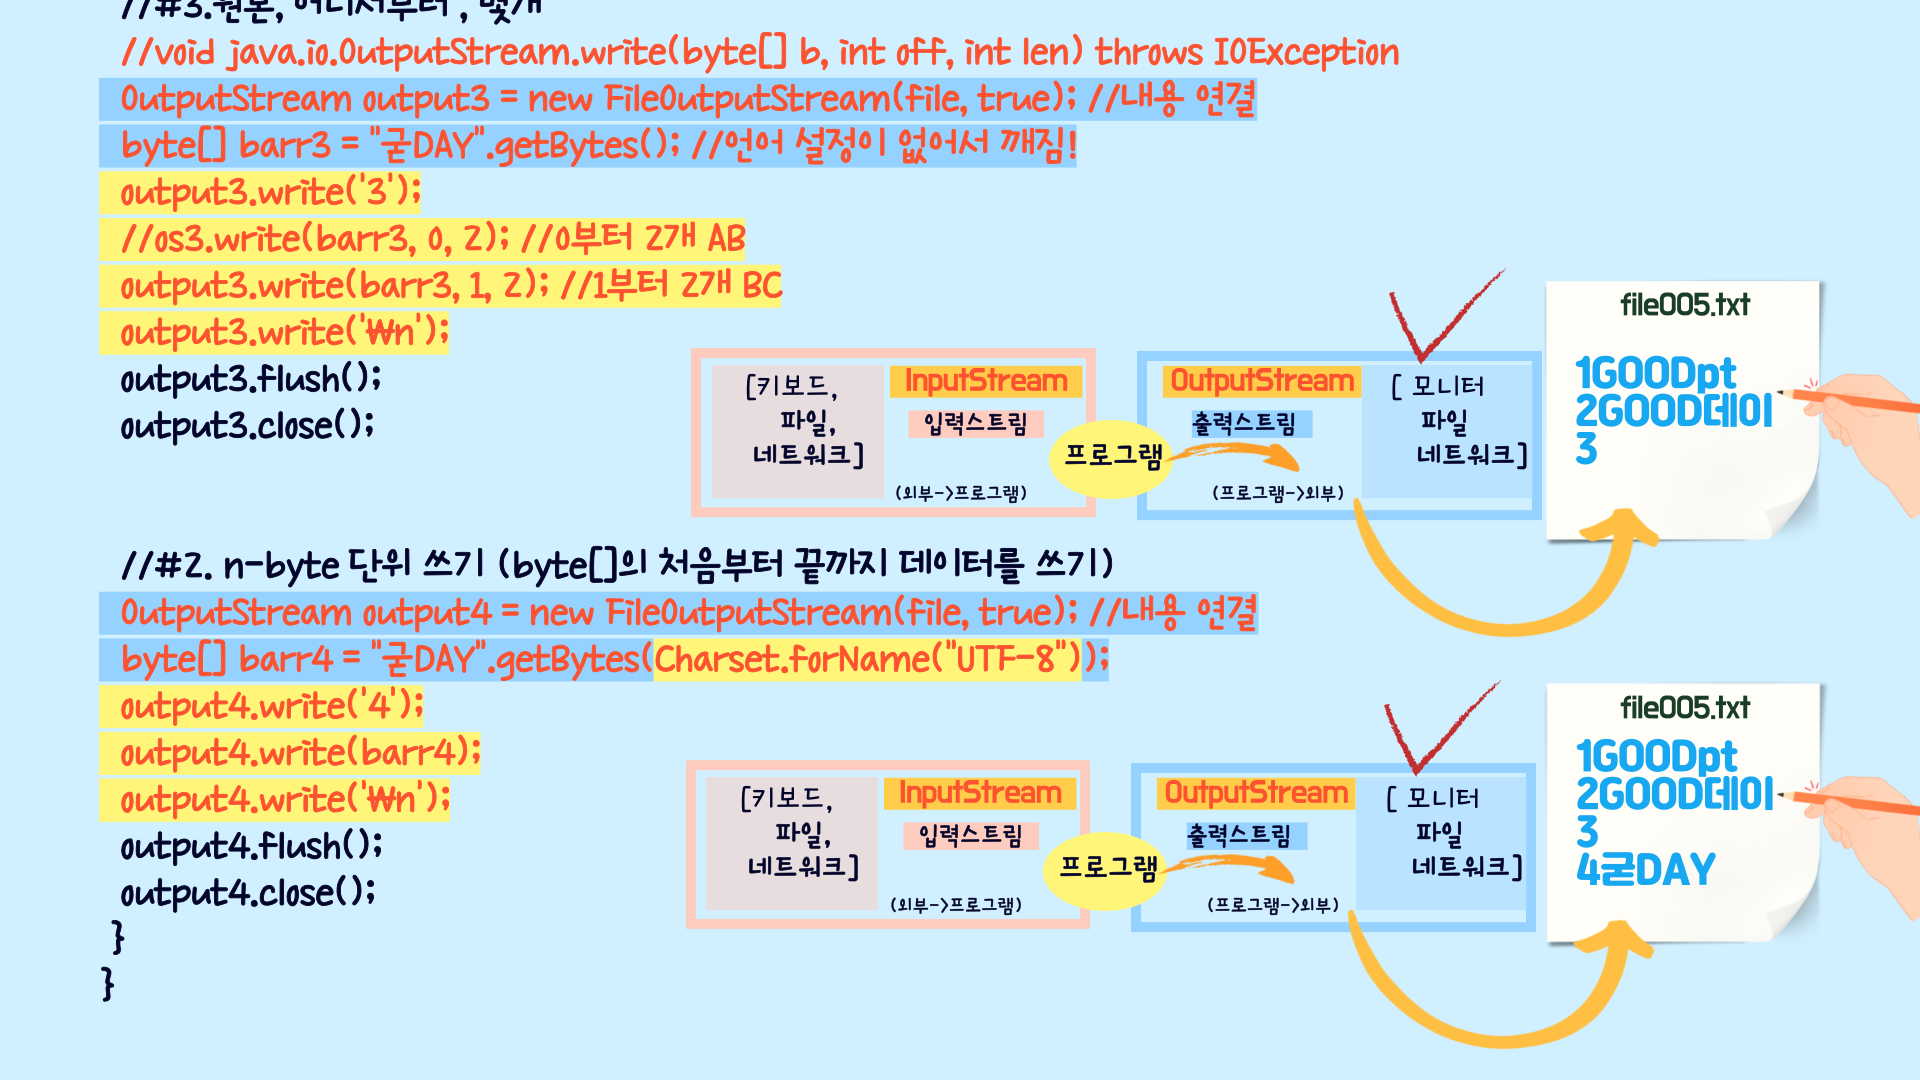 //#3.원본, 어디서부터 , 몇개
//void java.io.OutputStream.write(byte[] b, int off, int len) throws IOException
OutputStream output3 = new FileOutputStream(file, true); //내용 연결
byte[] barr3 = "굳DAY".getBytes(); //언어 설정이 없어서 깨짐!
output3.write('3');
//os3.write(barr3, 0, 2); //0부터 2개 AB
output3.write(barr3, 1, 2); //1부터 2개 BC
output3.write('₩n');
output3.flush();
output3.close();
[키보드,
파일,
네트워크]
InputStream
입력스트림
(외부->프로그램)
프로그램
OutputStream
출력스트림
(프로그램->외부)
[ 모니터
파일
네트워크]
file005.txt
1GOODpt
2GOOD데이
3
//#2. n-byte 단위 쓰기 (byte[]의 처음부터 끝까지 데이터를 쓰기)
OutputStream output4 = new FileOutputStream(file, true); //내용 연결
byte[] barr4 = "굳DAY".getBytes(Charset.forName("UTF-8"));
output4.write('4');
output4.write(barr4);
output4.write('₩n');
output4.flush();
output4.close();
}
}
[키보드,
파일,
네트워크]
InputStream
입력스트림
(외부->프로그램)
프로그램
OutputStream
출력스트림
(프로그램->외부)
[ 모니터
파일
네트워크]
file005.txt
1GOODpt
2GOOD데이
3
4굳DAY